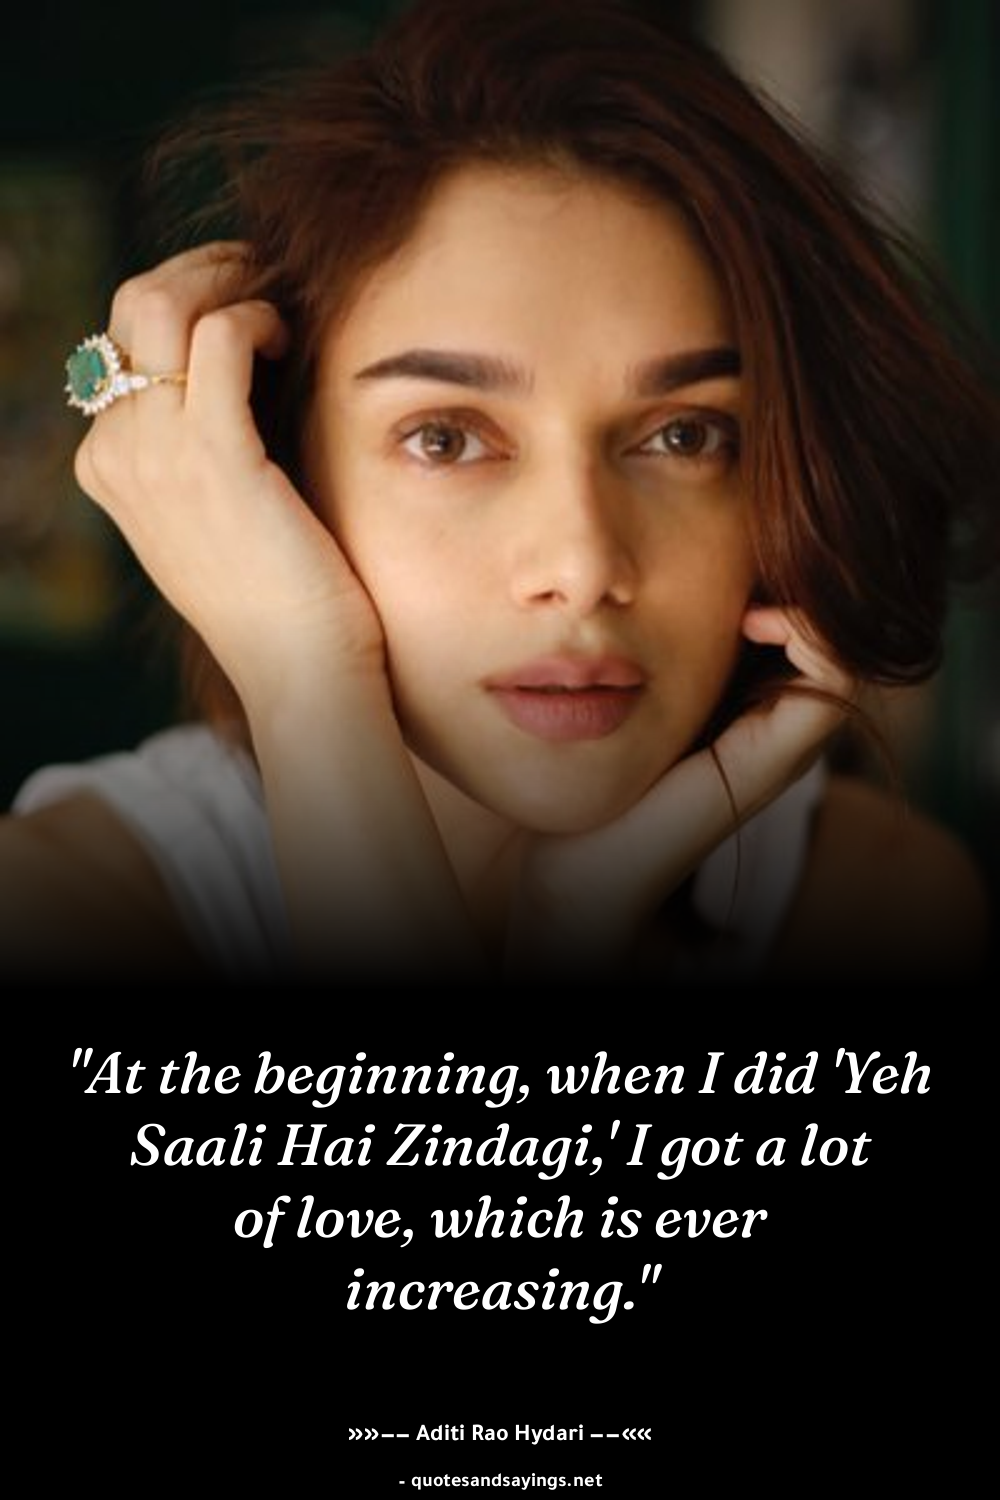 "At the beginning, when I did 'Yeh
Saali Hai Zindagi,' I got a lot
of love, which is ever
increasing."
»»−− Aditi Rao Hydari −−««
- quotesandsayings.net